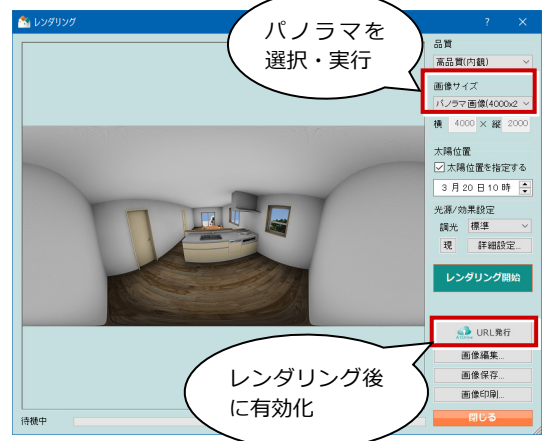 レンダリング
? ×
パノラマを
選択・実行
品質
高品質(内観)
画像サイズ
パノラマ画像(4000x2
横 4000 × 縦 2000
太陽位置
太陽位置を指定する
3 月 20 日 10 時
光源/効果設定
調光 標準
現 詳細設定...
レンダリング開始
URL発行
画像編集...
画像保存...
画像印刷...
閉じる
レンダリング後
に有効化
待機中